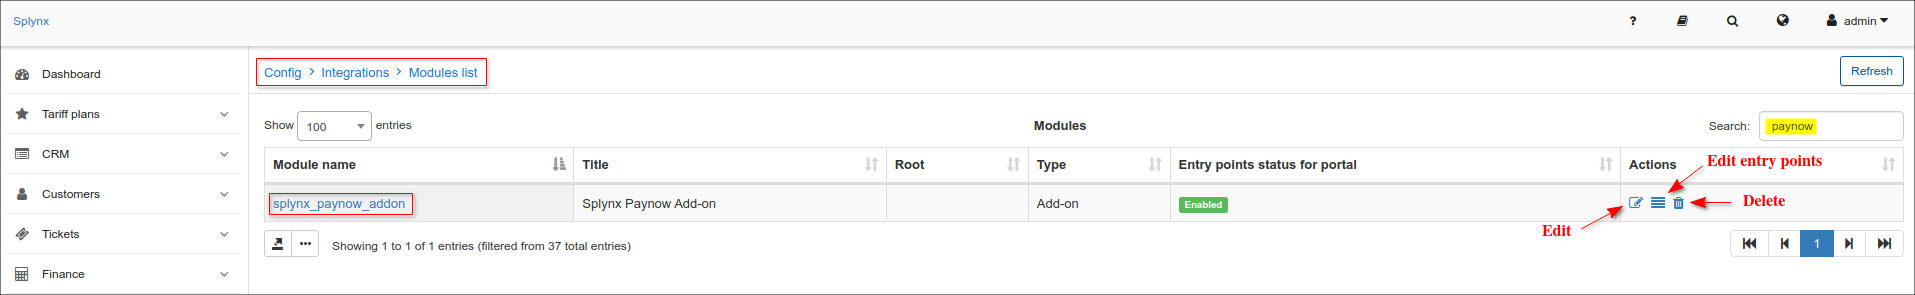 Splynx
? admin
Dashboard
Tariff plans
CRM
Customers
Tickets
Finance
Config > Integrations > Modules list
Refresh
Show 100 entries
Modules
Search: paynow
Module name Title Root Type Entry points status for portal Actions
Edit entry points
splynx_paynow_addon Splynx Paynow Add-on Add-on Enabled
Delete
Edit
Showing 1 to 1 of 1 entries (filtered from 37 total entries)
1